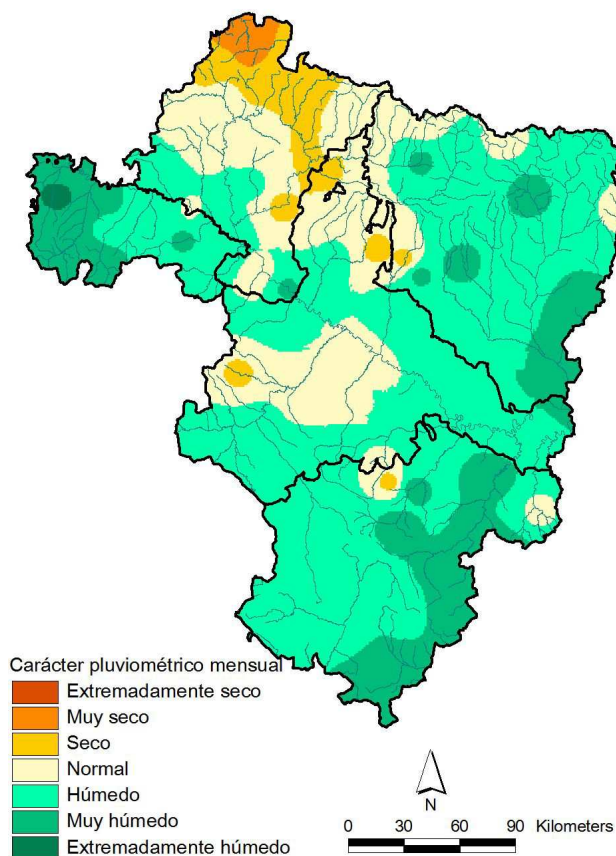 Carácter pluviométrico mensual
Extremadamente seco
Muy seco
Seco
Normal
Húmedo
Muy húmedo
Extremadamente húmedo
N
0 30 60 90 Kilometers